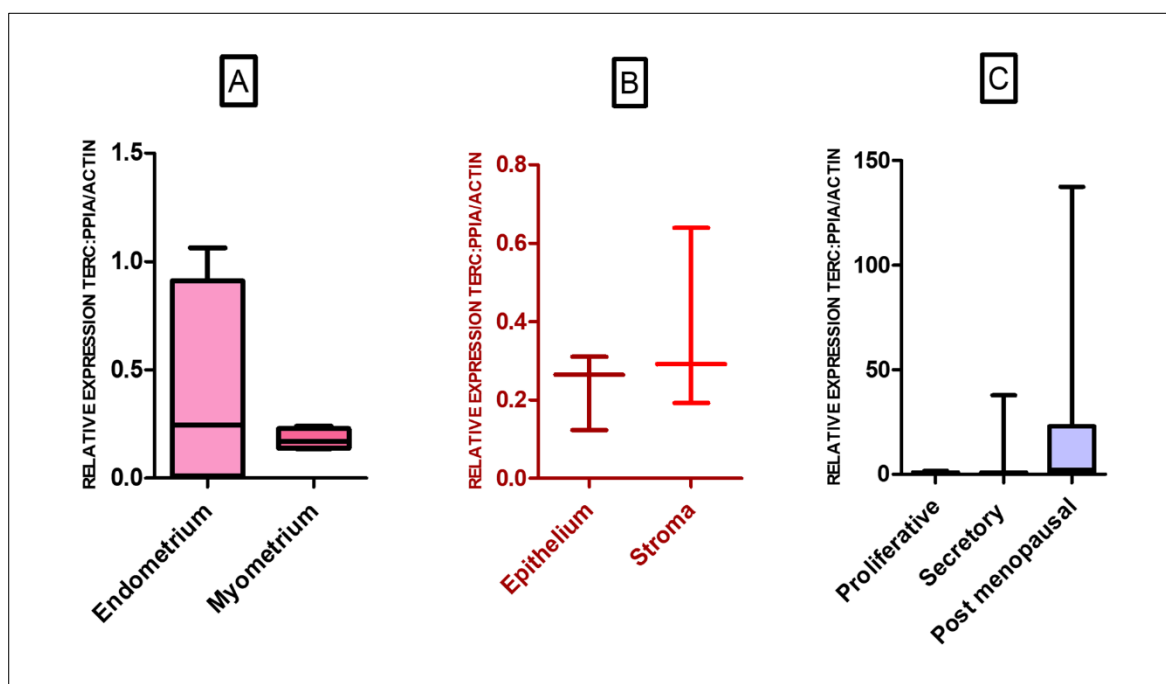 A
RELATIVE EXPRESSION TERC:PPIA/ACTIN
1.5
1.0
0.5
0.0
Endometrium
Myometrium
B
RELATIVE EXPRESSION TERC:PPIA/ACTIN
0.8
0.6
0.4
0.2
0.0
Epithelium
Stroma
C
RELATIVE EXPRESSION TERC:PPIA/ACTIN
150
100
50
0
Proliferative
Secretory
Post menopausal